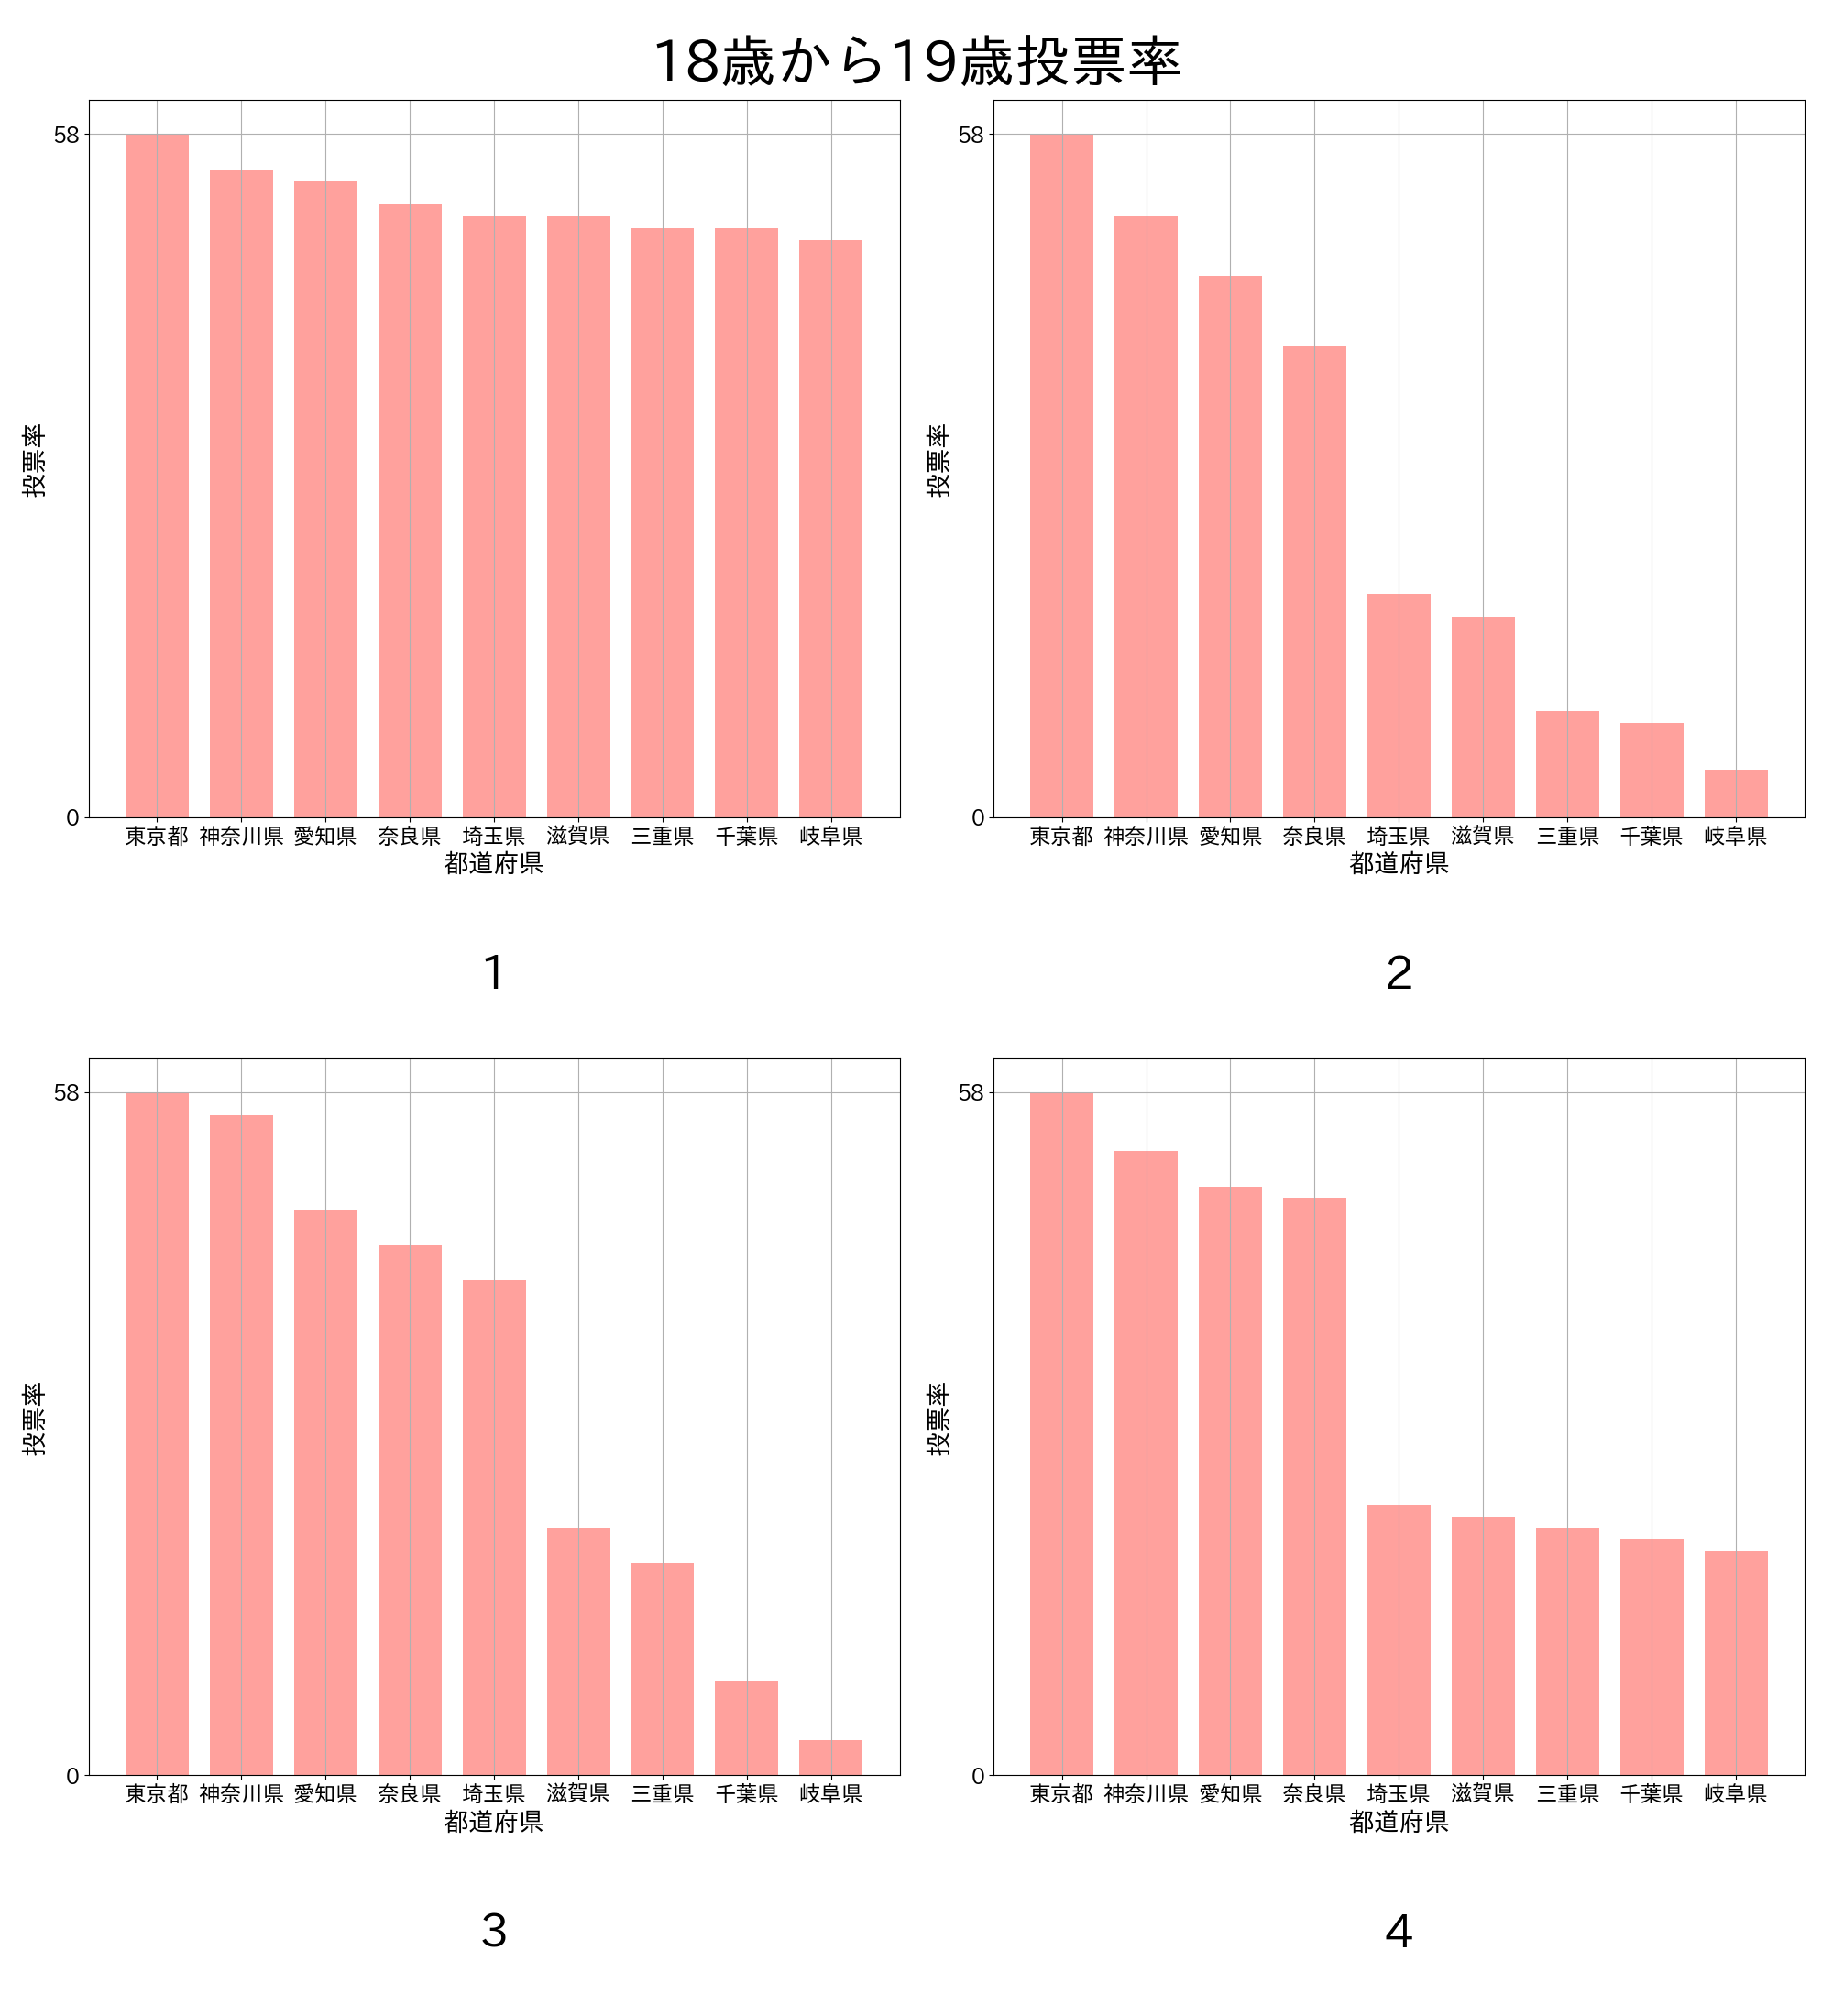 18歳から19歳投票率
58
0
投票率
東京都 神奈川県 愛知県 奈良県 埼玉県 滋賀県 三重県 千葉県 岐阜県
都道府県
1
58
0
投票率
東京都 神奈川県 愛知県 奈良県 埼玉県 滋賀県 三重県 千葉県 岐阜県
都道府県
2
58
0
投票率
東京都 神奈川県 愛知県 奈良県 埼玉県 滋賀県 三重県 千葉県 岐阜県
都道府県
3
58
0
投票率
東京都 神奈川県 愛知県 奈良県 埼玉県 滋賀県 三重県 千葉県 岐阜県
都道府県
4